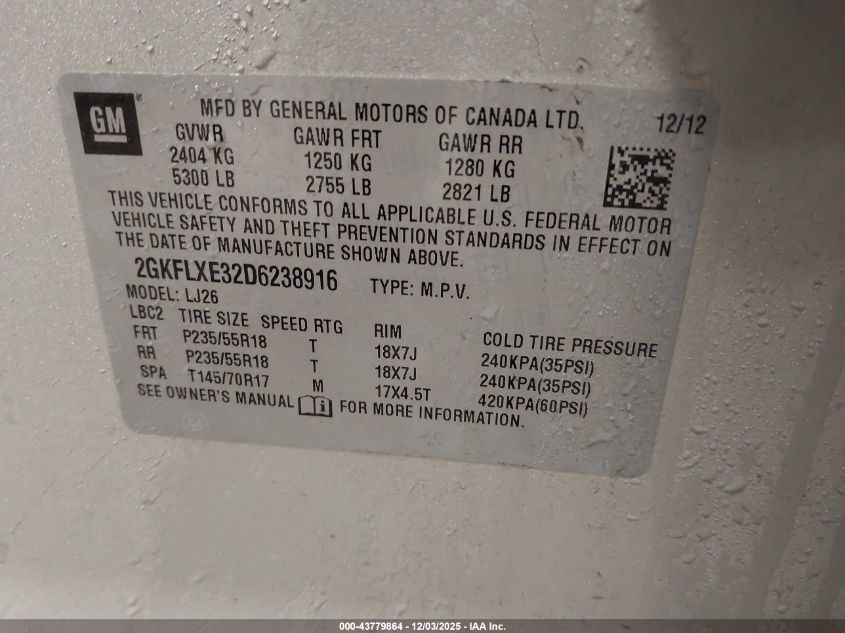 GM
MFD BY GENERAL MOTORS OF CANADA LTD. 12/12
GVWR GAWR FRT GAWR RR
2404 KG 1250 KG 1280 KG
5300 LB 2755 LB 2821 LB
THIS VEHICLE CONFORMS TO ALL APPLICABLE U.S. FEDERAL MOTOR
VEHICLE SAFETY AND THEFT PREVENTION STANDARDS IN EFFECT ON
THE DATE OF MANUFACTURE SHOWN ABOVE.
2GKFLXE32D6238916 TYPE: M.P.V.
MODEL: LJ26
LBC2 TIRE SIZE SPEED RTG RIM COLD TIRE PRESSURE
FRT P235/55R18 T 18X7J 240KPA(35PSI)
RR P235/55R18 T 18X7J 240KPA(35PSI)
SPA T145/70R17 M 17X4.5T 420KPA(60PSI)
SEE OWNER'S MANUAL FOR MORE INFORMATION.
000-43779864 - 12/03/2025 - IAA Inc.